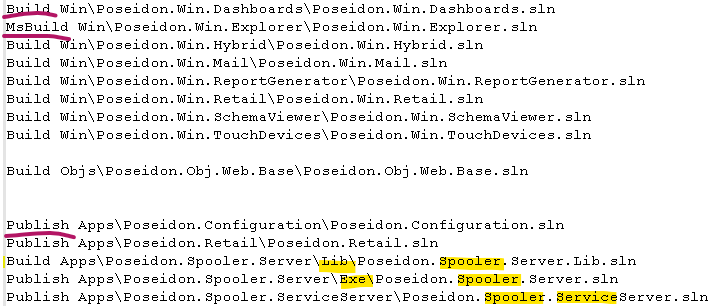 Build Win\Poseidon.Win.Dashboards\Poseidon.Win.Dashboards.sln
MsBuild Win\Poseidon.Win.Explorer\Poseidon.Win.Explorer.sln
Build Win\Poseidon.Win.Hybrid\Poseidon.Win.Hybrid.sln
Build Win\Poseidon.Win.Mail\Poseidon.Win.Mail.sln
Build Win\Poseidon.Win.ReportGenerator\Poseidon.Win.ReportGenerator.sln
Build Win\Poseidon.Win.Retail\Poseidon.Win.Retail.sln
Build Win\Poseidon.Win.SchemaViewer\Poseidon.Win.SchemaViewer.sln
Build Win\Poseidon.Win.TouchDevices\Poseidon.Win.TouchDevices.sln
Build Objs\Poseidon.Obj.Web.Base\Poseidon.Obj.Web.Base.sln
Publish Apps\Poseidon.Configuration\Poseidon.Configuration.sln
Publish Apps\Poseidon.Retail\Poseidon.Retail.sln
Build Apps\Poseidon.Spooler.Server\Lib\Poseidon.Spooler.Server.Lib.sln
Publish Apps\Poseidon.Spooler.Server\Exe\Poseidon.Spooler.Server.sln
Publish Apps\Poseidon.Spooler.ServiceServer\Poseidon.Spooler.ServiceServer.sln